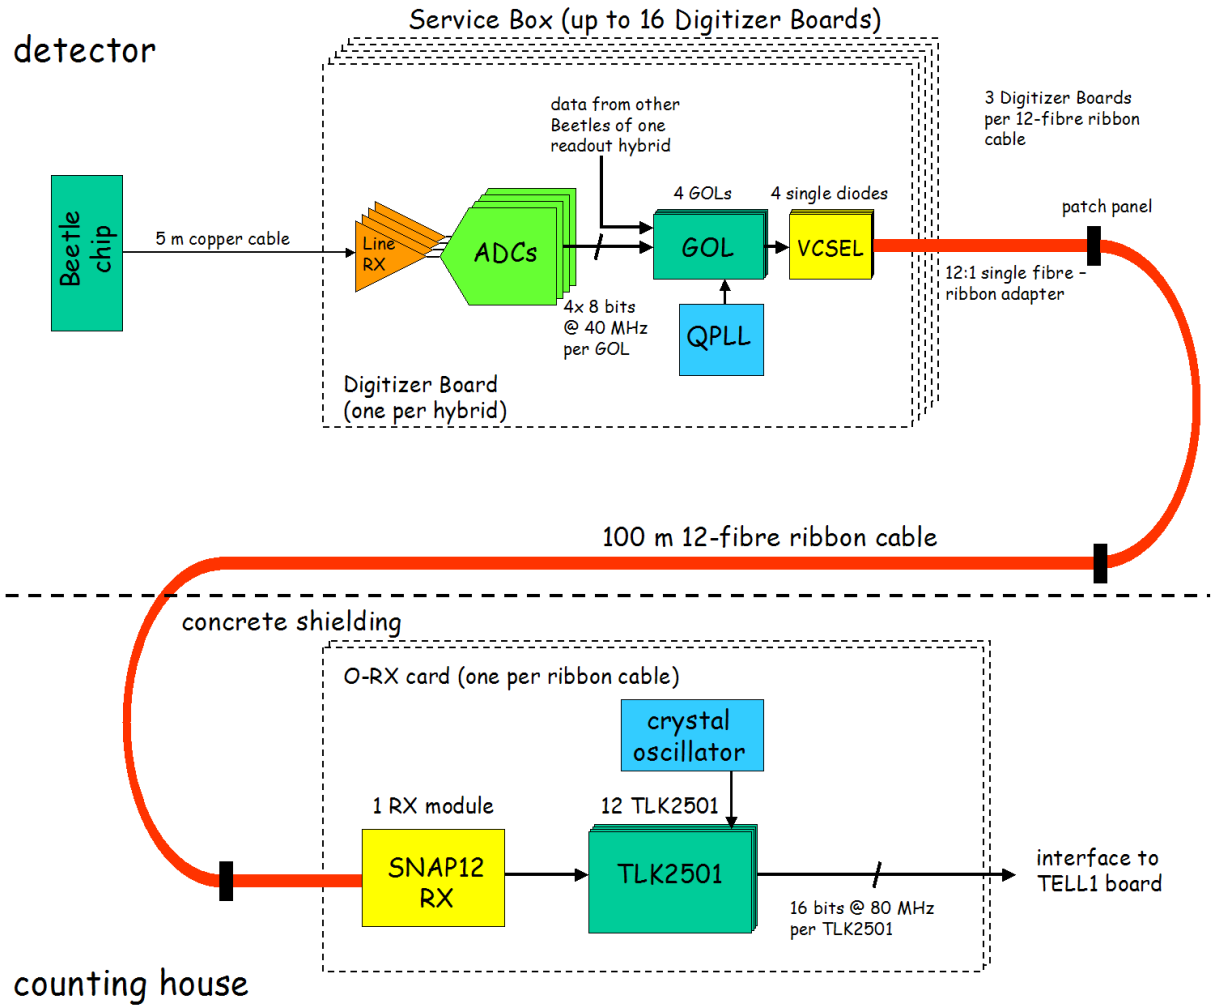 Service Box (up to 16 Digitizer Boards)
detector
data from other
Beetles of one
readout hybrid
3 Digitizer Boards
per 12-fibre ribbon
cable
Beetle
chip
5 m copper cable
Line
RX
ADCs
4x 8 bits
@ 40 MHz
per GOL
4 GOLs
GOL
QPLL
4 single diodes
VCSEL
patch panel
12:1 single fibre –
ribbon adapter
Digitizer Board
(one per hybrid)
100 m 12-fibre ribbon cable
concrete shielding
O-RX card (one per ribbon cable)
crystal
oscillator
1 RX module
SNAP12
RX
12 TLK2501
TLK2501
16 bits @ 80 MHz
per TLK2501
interface to
TELL1 board
counting house